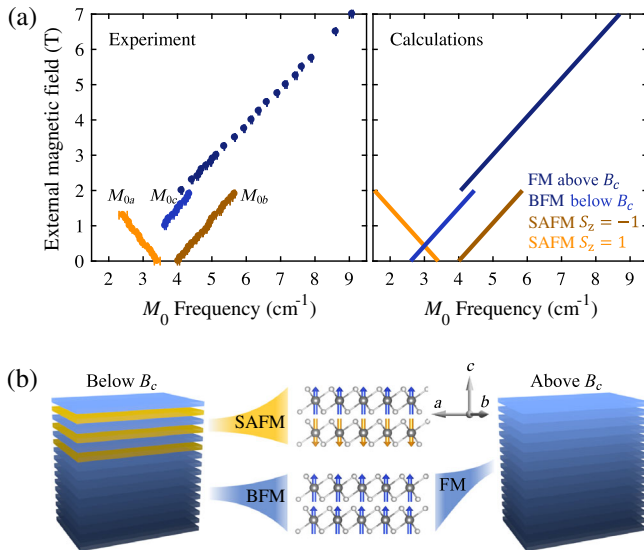 (a)
Experiment
Calculations
External magnetic field (T)
7
6
5
4
3
2
1
0
M0a
M0c
M0b
FM above Bc
BFM below Bc
SAFM Sz = −1
SAFM Sz = 1
2 3 4 5 6 7 8 9
2 3 4 5 6 7 8 9
M0 Frequency (cm-1)
M0 Frequency (cm-1)
(b)
Below Bc
Above Bc
c
a
b
SAFM
BFM
FM